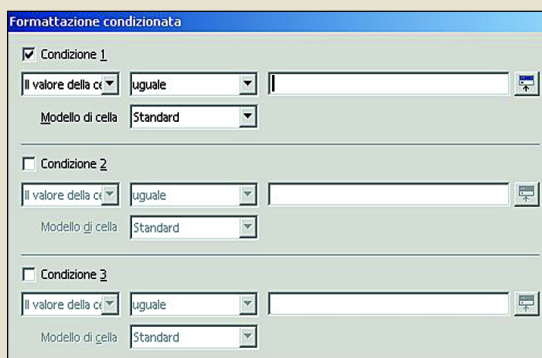 Formattazione condizionata
Condizione 1
Il valore della ce uguale
Modello di cella Standard
Condizione 2
Il valore della ce uguale
Modello di cella Standard
Condizione 3
Il valore della ce uguale
Modello di cella Standard